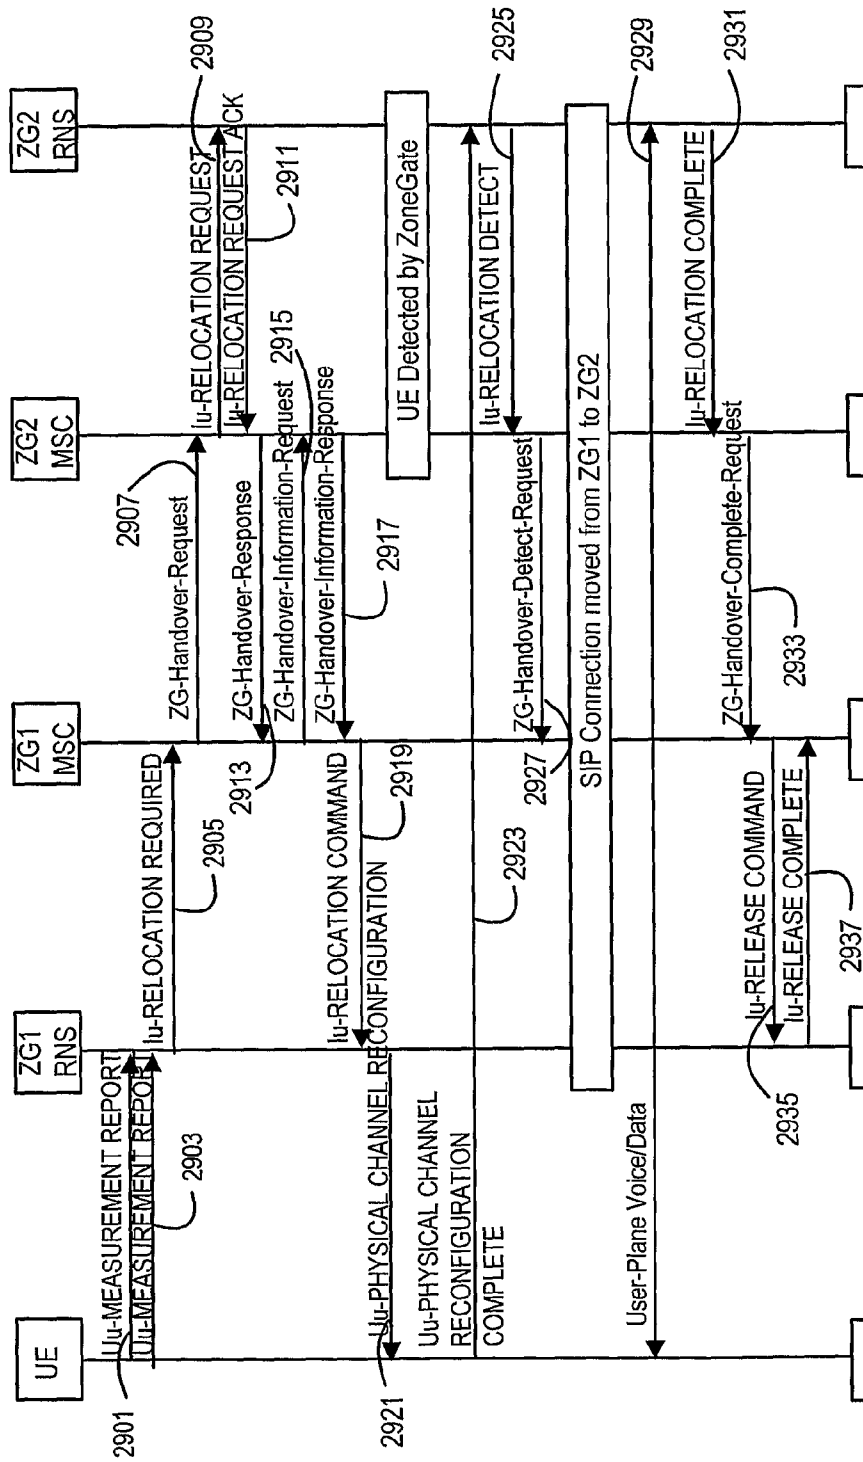 UE
ZG1
RNS
ZG1
MSC
ZG2
MSC
ZG2
RNS
2901
Uu-MEASUREMENT REPORT
Uu-MEASUREMENT REPOR
2903
Iu-RELOCATION REQUIRED
2905
ZG-Handover-Request
2907
Iu-RELOCATION REQUEST
2909
Iu-RELOCATION REQUEST ACK
2911
ZG-Handover-Response
2913
ZG-Handover-Information-Request
2915
ZG-Handover-Information-Response
2917
Iu-RELOCATION COMMAND
2919
Uu-PHYSICAL CHANNEL RECONFIGURATION
2921
UE Detected by ZoneGate
Uu-PHYSICAL CHANNEL
RECONFIGURATION
COMPLETE
2923
Iu-RELOCATION DETECT
2925
ZG-Handover-Detect-Request
2927
SIP Connection moved from ZG1 to ZG2
User-Plane Voice/Data
2929
Iu-RELOCATION COMPLETE
2931
ZG-Handover-Complete-Request
2933
Iu-RELEASE COMMAND
2935
Iu-RELEASE COMPLETE
2937